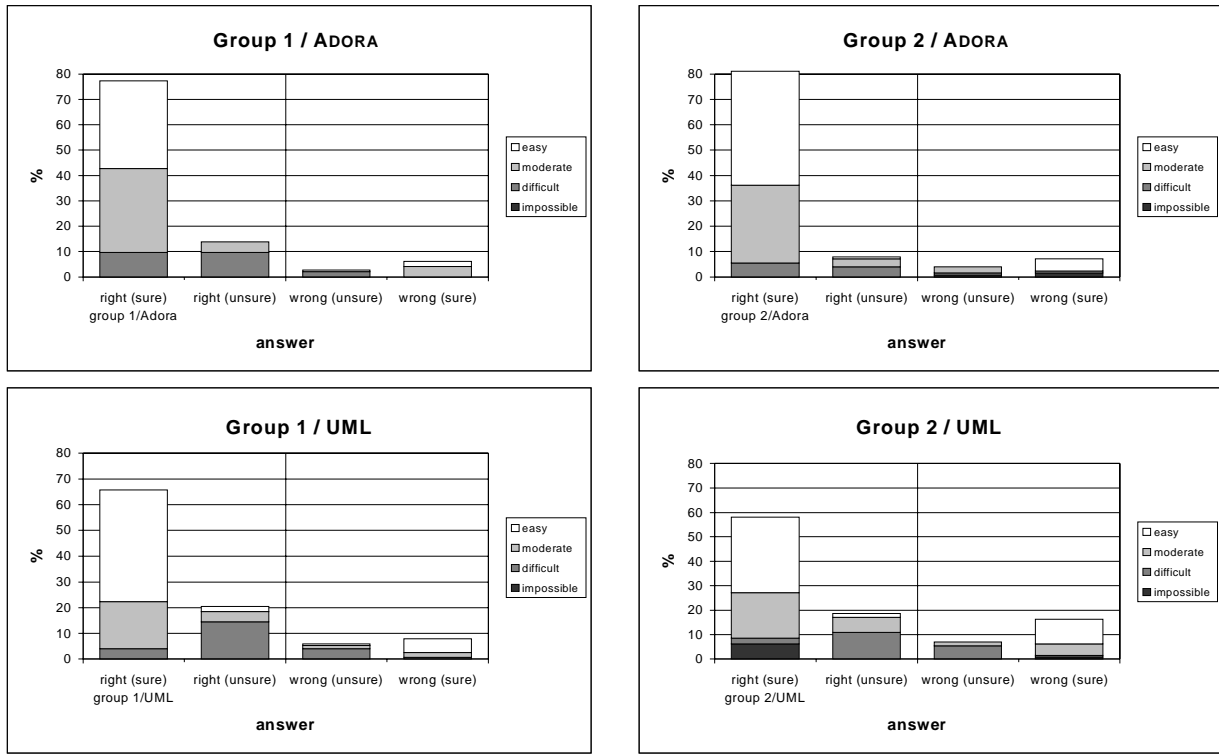 Group 1 / ADORA
80
70
60
50
40
30
20
10
0
%
easy
moderate
difficult
impossible
right (sure) right (unsure) wrong (unsure) wrong (sure)
group 1/Adora
answer
Group 2 / ADORA
80
70
60
50
40
30
20
10
0
%
easy
moderate
difficult
impossible
right (sure) right (unsure) wrong (unsure) wrong (sure)
group 2/Adora
answer
Group 1 / UML
80
70
60
50
40
30
20
10
0
%
easy
moderate
difficult
impossible
right (sure) right (unsure) wrong (unsure) wrong (sure)
group 1/UML
answer
Group 2 / UML
80
70
60
50
40
30
20
10
0
%
easy
moderate
difficult
impossible
right (sure) right (unsure) wrong (unsure) wrong (sure)
group 2/UML
answer